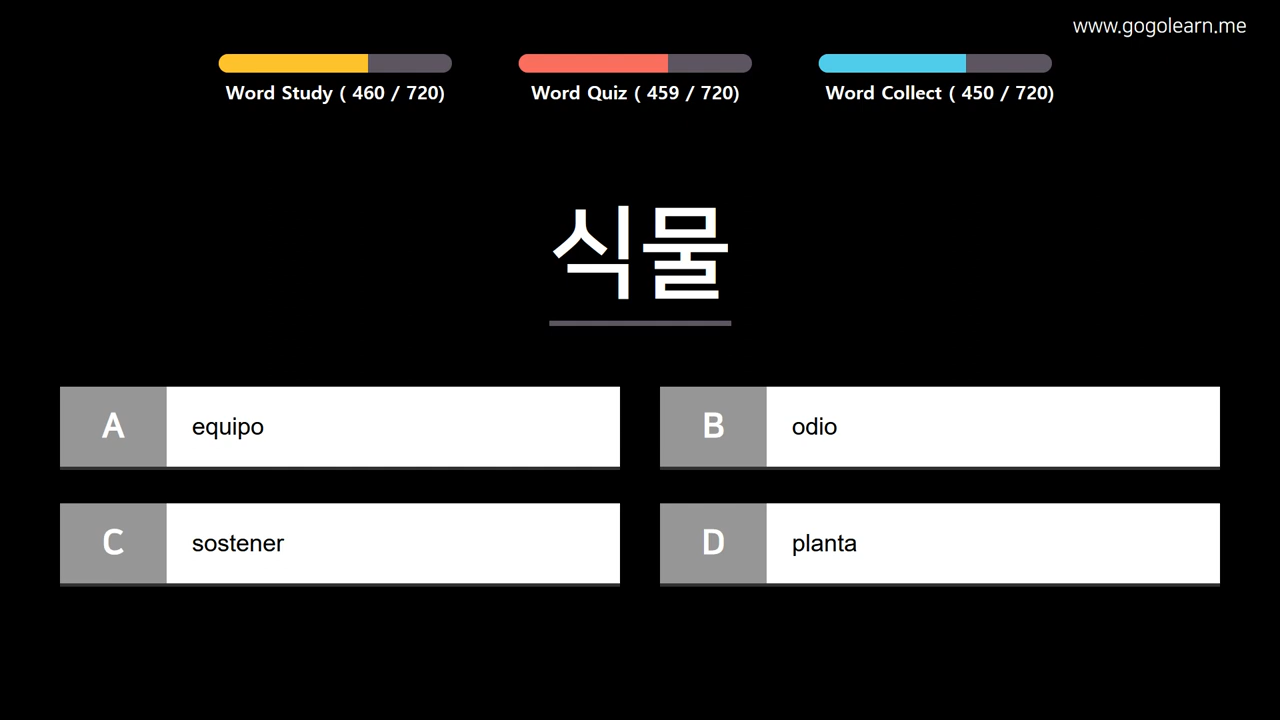 www.gogolearn.me
Word Study ( 460 / 720)
Word Quiz ( 459 / 720)
Word Collect ( 450 / 720)
식물
A equipo
B odio
C sostener
D planta